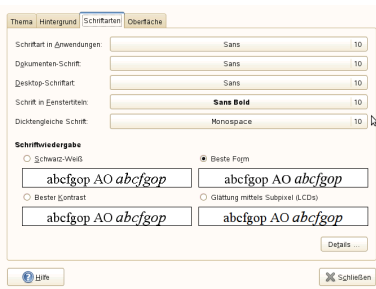 Thema Hintergrund Schriftarten Oberfläche
Schriftart in Anwendungen: Sans 10
Dokumenten-Schrift: Sans 10
Desktop-Schriftart: Sans 10
Schrift in Fenstertiteln: Sans Bold 10
Dicktengleiche Schrift: Monospace 10
Schriftwiedergabe
Schwarz-Weiß Beste Form
abcfgop AO abcfgop abcfgop AO abcfgop
Bester Kontrast Glättung mittels Subpixel (LCDs)
abcfgop AO abcfgop abcfgop AO abcfgop
Details ...
Hilfe Schließen